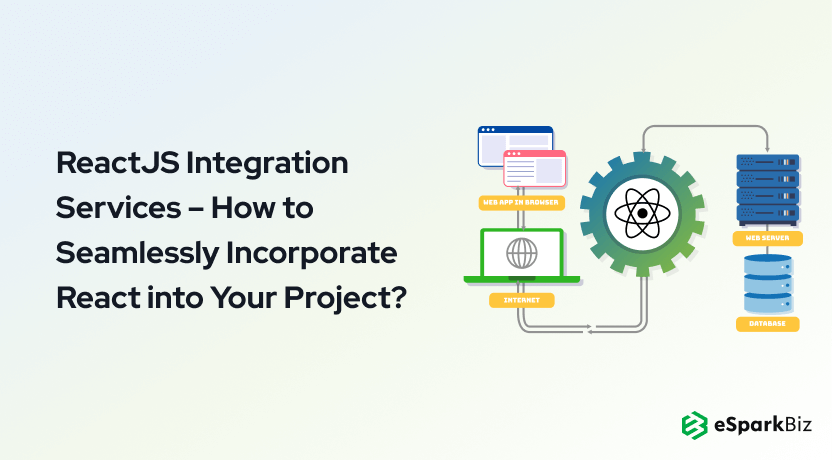 ReactJS Integration
Services – How to
Seamlessly Incorporate
React into Your Project?
WEB APP IN BROWSER
INTERNET
WEB SERVER
DATABASE
eSparkBiz